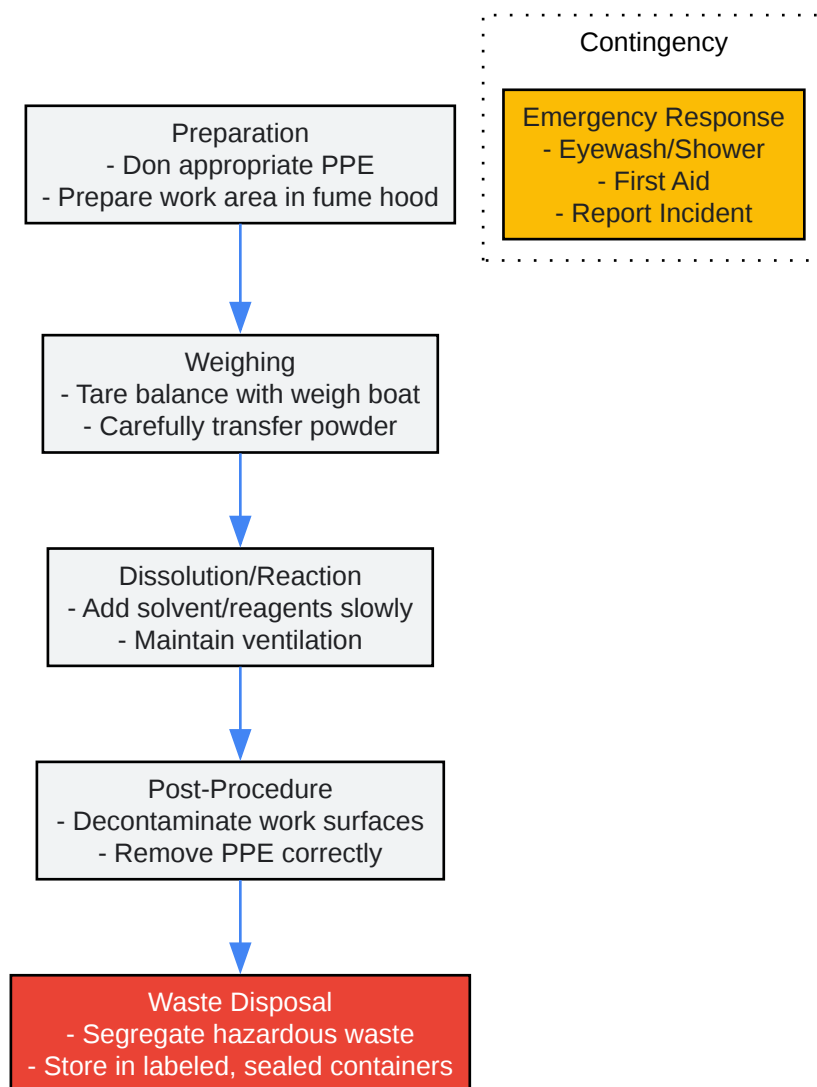 Contingency
Emergency Response
- Eyewash/Shower
- First Aid
- Report Incident
Preparation
- Don appropriate PPE
- Prepare work area in fume hood
Weighing
- Tare balance with weigh boat
- Carefully transfer powder
Dissolution/Reaction
- Add solvent/reagents slowly
- Maintain ventilation
Post-Procedure
- Decontaminate work surfaces
- Remove PPE correctly
Waste Disposal
- Segregate hazardous waste
- Store in labeled, sealed containers